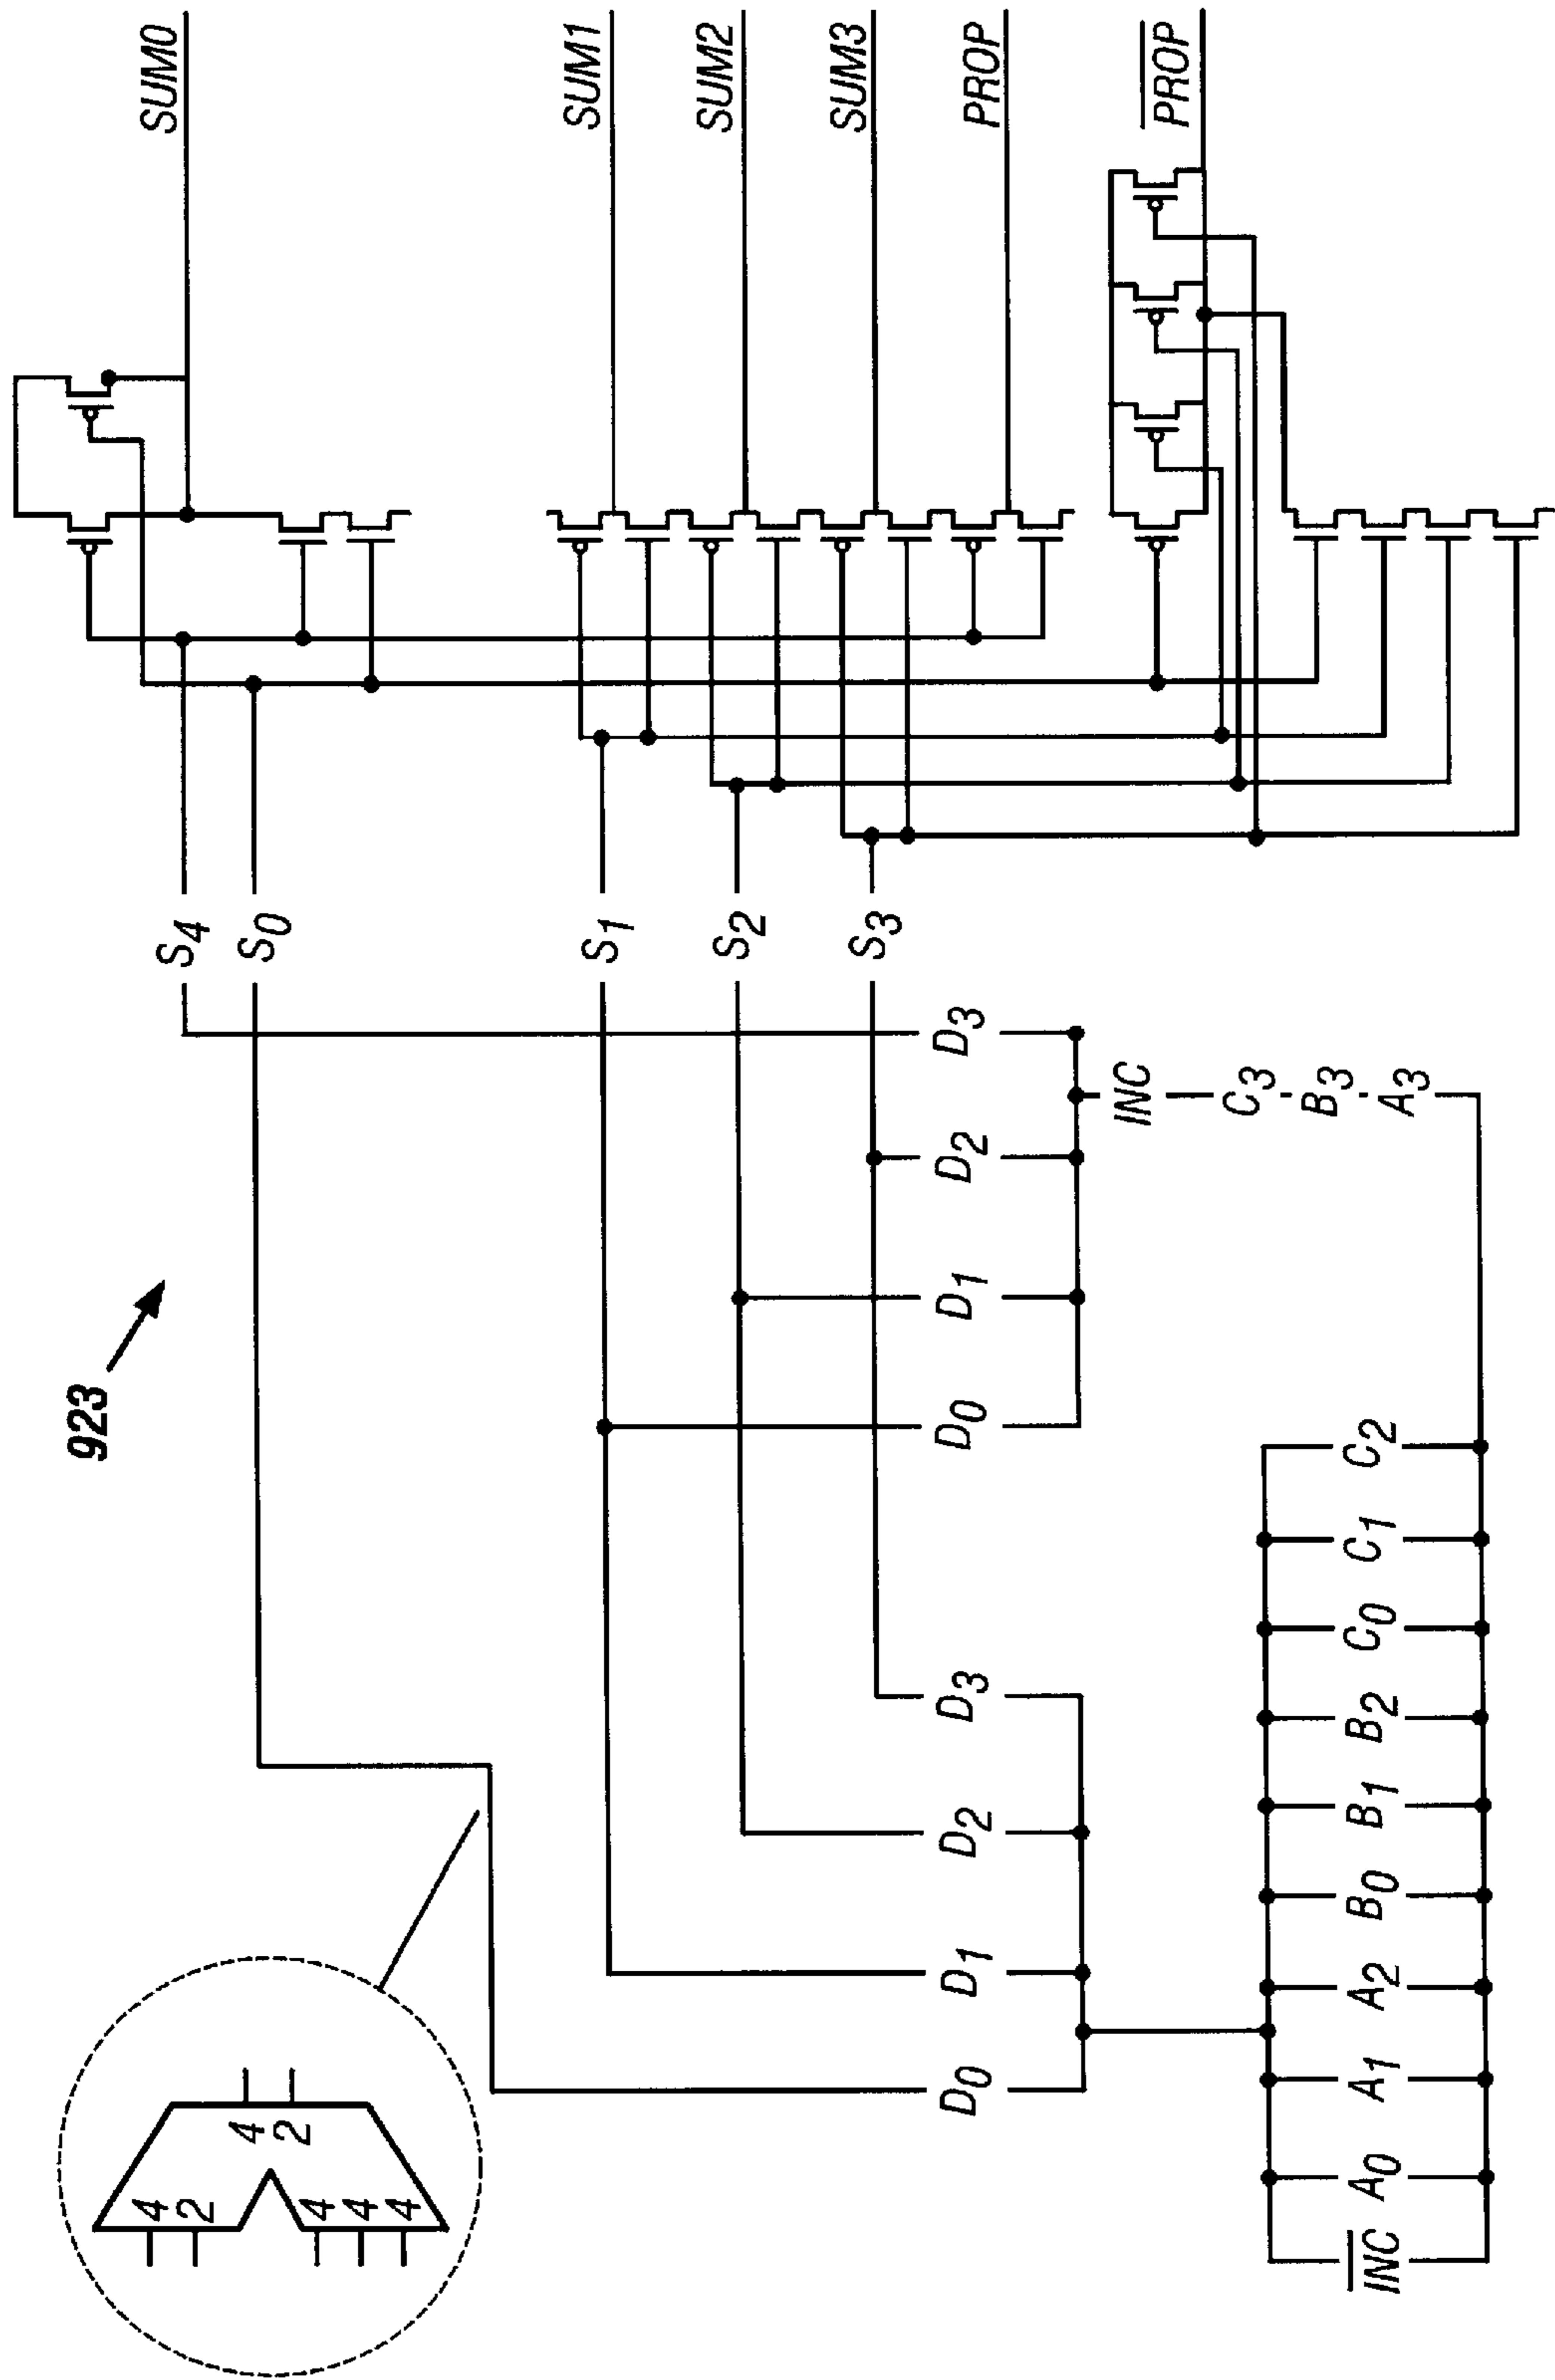 923
4
2
4
4
4
4
2
SUM0
SUM1
SUM2
SUM3
PROP
PROP
S4
S0
S1
S2
S3
D0 D1 D2 D3 D0 D1 D2 D3
INC
C3 B3 A3
INC A0 A1 A2 B0 B1 B2 C0 C1 C2